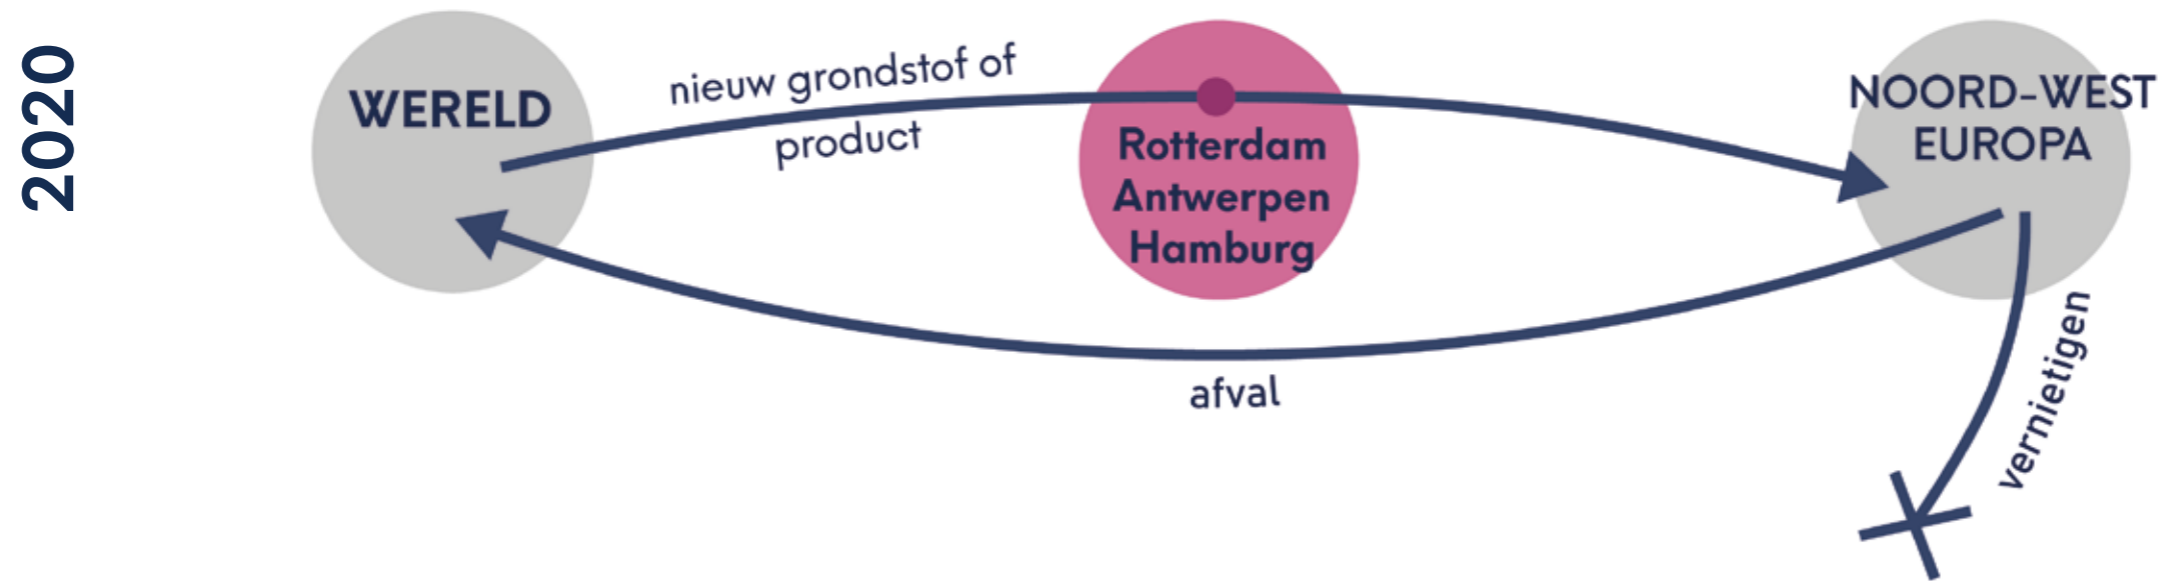 2020
WERELD
nieuw grondstof of
product
Rotterdam
Antwerpen
Hamburg
NOORD-WEST
EUROPA
afval
vernietigen